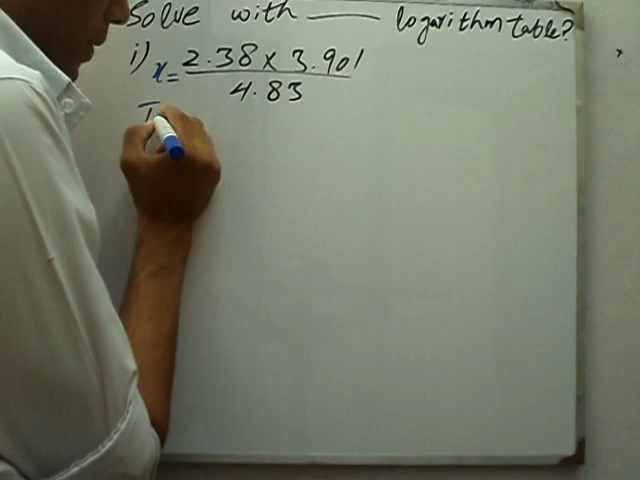 Solve with logarithm table?
i) x = 2.38 x 3.901
4.83
T